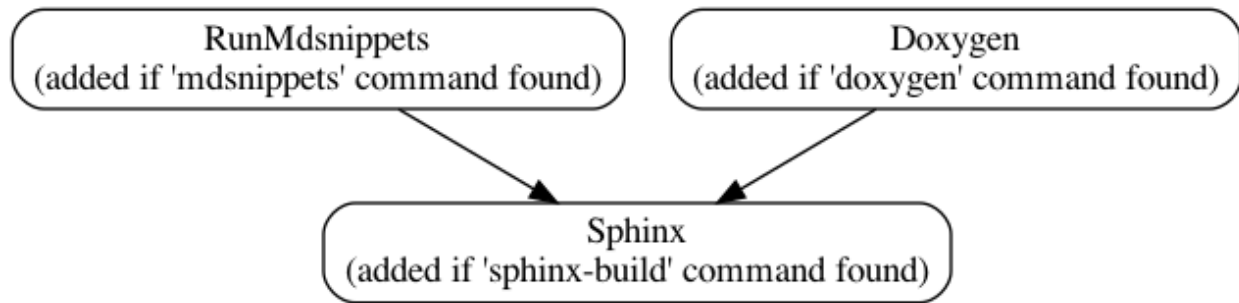 RunMdsnippets
(added if 'mdsnippets' command found)
Doxygen
(added if 'doxygen' command found)
Sphinx
(added if 'sphinx-build' command found)